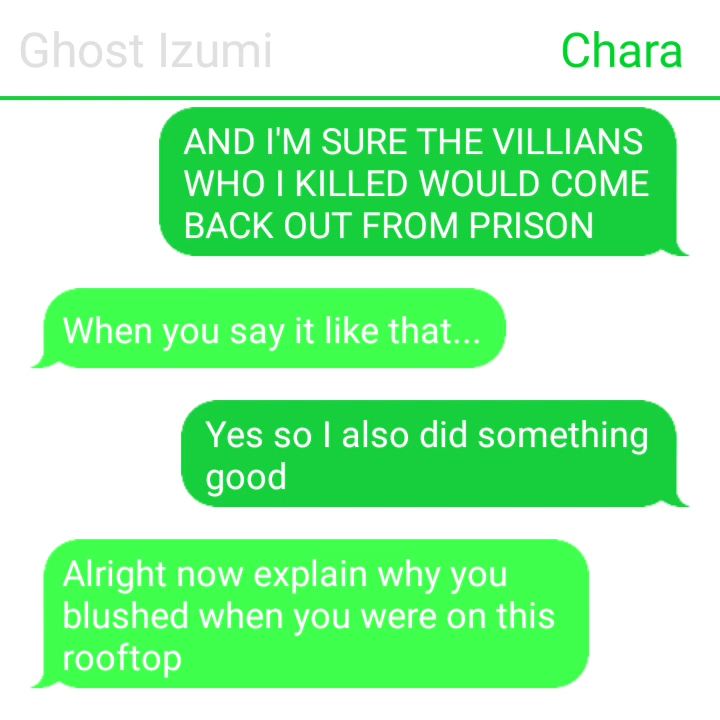 Ghost Izumi
Chara
AND I'M SURE THE VILLIANS
WHO I KILLED WOULD COME
BACK OUT FROM PRISON
When you say it like that...
Yes so I also did something
good
Alright now explain why you
blushed when you were on this
rooftop